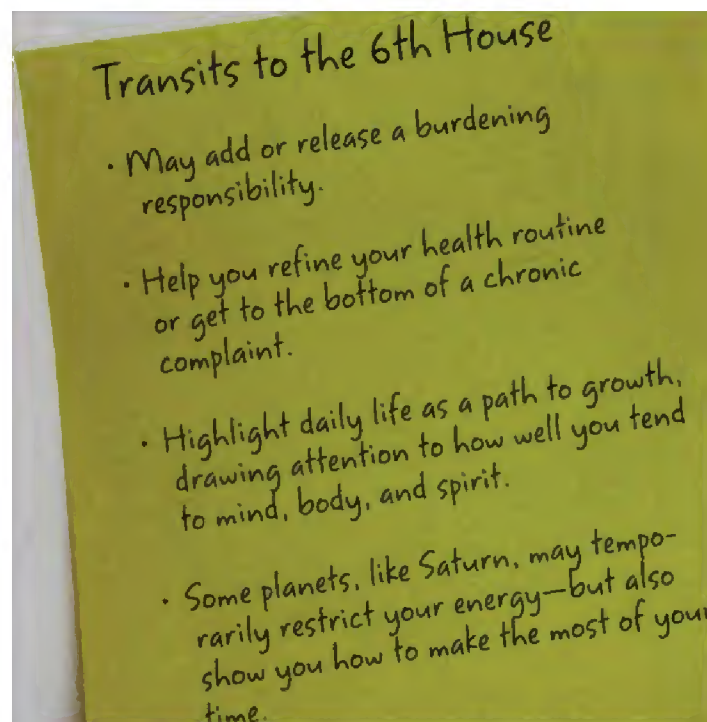 Transits to the 6th House
· May add or release a burdening
responsibility.
· Help you refine your health routine
or get to the bottom of a chronic
complaint.
· Highlight daily life as a path to growth,
drawing attention to how well you tend
to mind, body, and spirit.
· Some planets, like Saturn, may tempo-
rarily restrict your energy—but also
show you how to make the most of your
time.